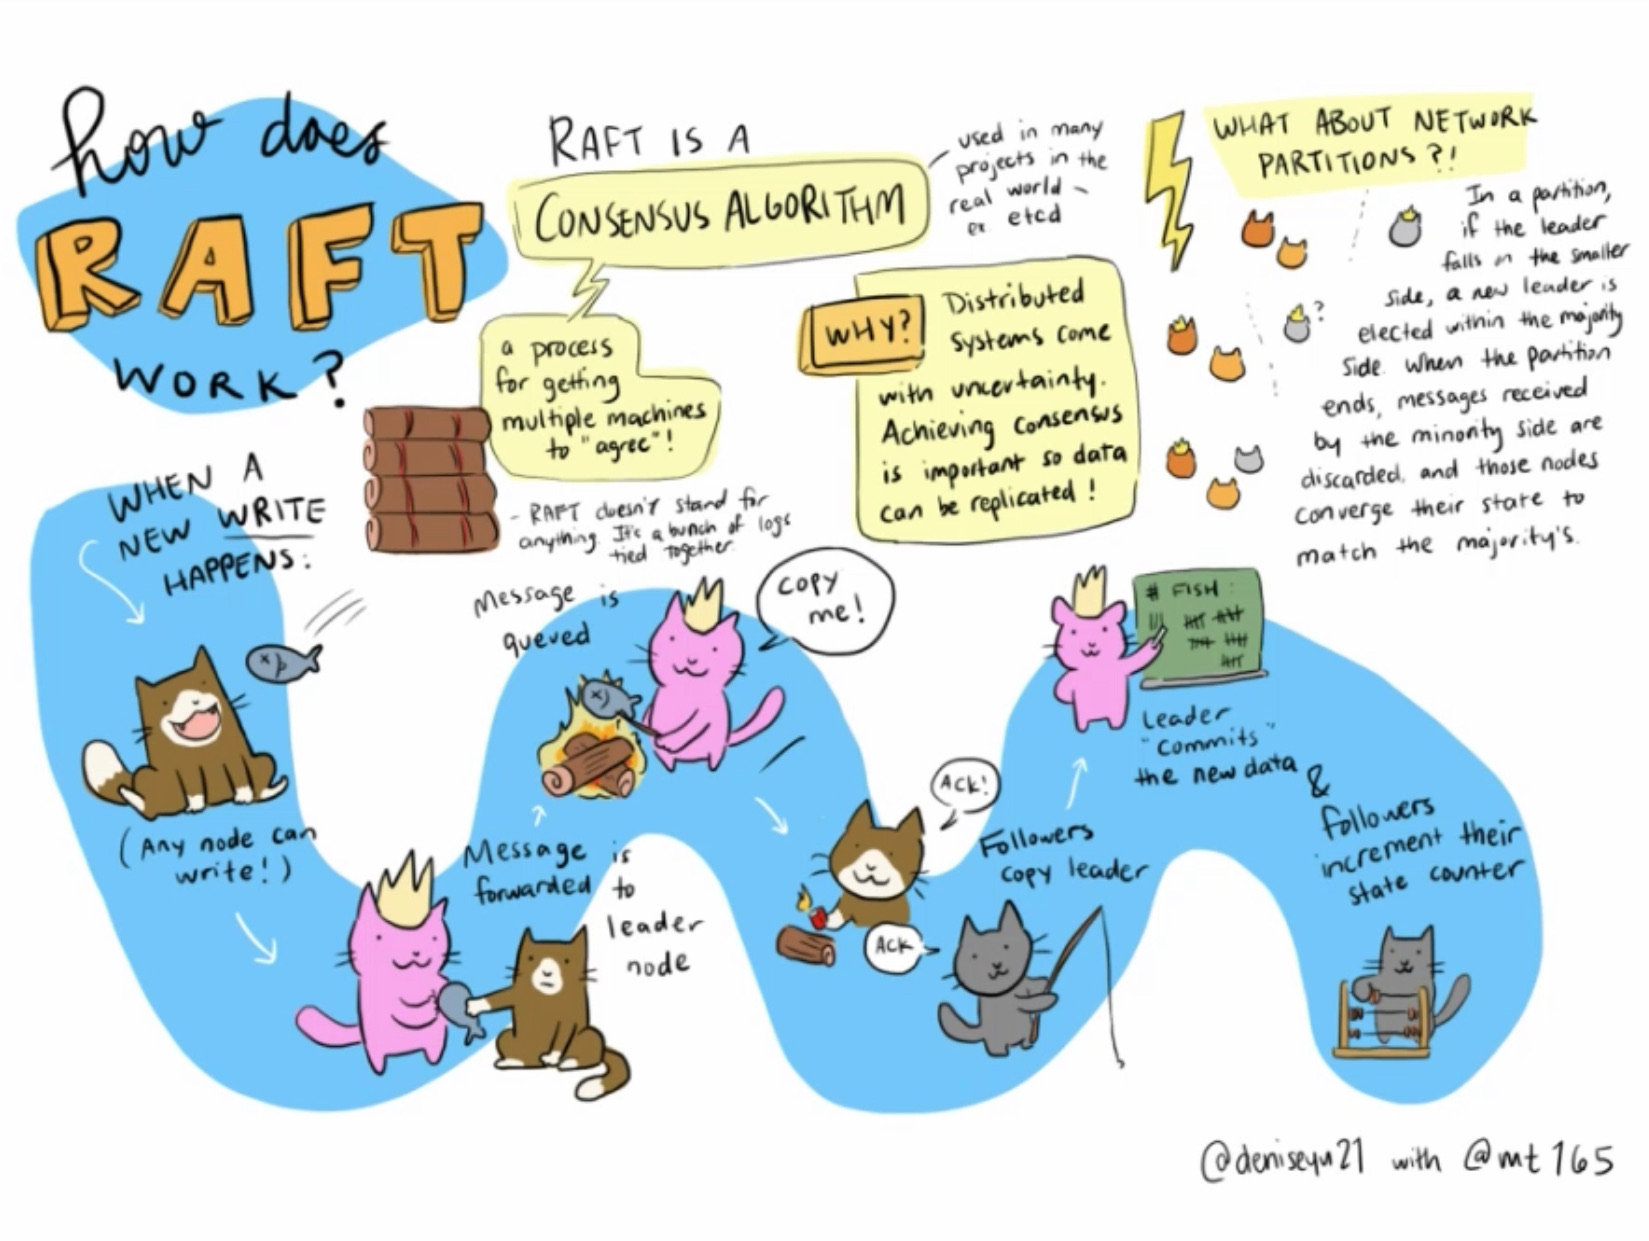 how does
RAFT
WORK?
RAFT IS A
CONSENSUS ALGORITHM
used in many
projects in the
real world -
ex. etcd
a process
for getting
multiple machines
to "agree"!
- RAFT doesn't stand for
anything. It's a bunch of logs
tied together.
WHY?
Distributed
Systems come
with uncertainty.
Achieving Consensus
is important so data
can be replicated!
WHAT ABOUT NETWORK
PARTITIONS?!
In a partition,
if the leader
falls on the smaller
side, a new leader is
elected within the majority
side. When the partition
ends, messages received
by the minority side are
discarded, and those nodes
converge their state to
match the majority's.
?
WHEN A
NEW WRITE
HAPPENS:
(Any node can
write!)
Message is
forwarded to
leader
node
Message is
queued
COPY
me!
ACK!
ACK
Followers
copy leader
# FISH:
Leader
"commits"
the new data
&
followers
increment their
state counter
@deniseyu21 with @mt165